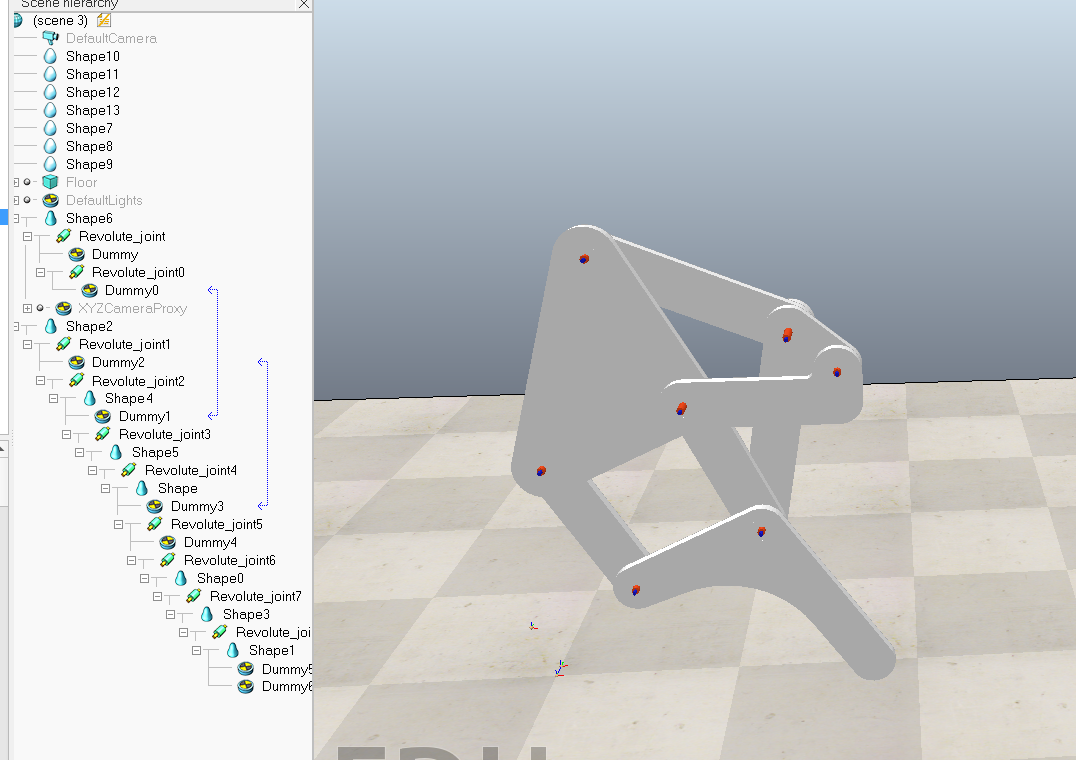 Scene hierarchy
(scene 3)
DefaultCamera
Shape10
Shape11
Shape12
Shape13
Shape7
Shape8
Shape9
Floor
DefaultLights
Shape6
Revolute_joint
Dummy
Revolute_joint0
Dummy0
XYZCameraProxy
Shape2
Revolute_joint1
Dummy2
Revolute_joint2
Shape4
Dummy1
Revolute_joint3
Shape5
Revolute_joint4
Shape
Dummy3
Revolute_joint5
Dummy4
Revolute_joint6
Shape0
Revolute_joint7
Shape3
Revolute_joi
Shape1
Dummy5
Dummy6
EDU